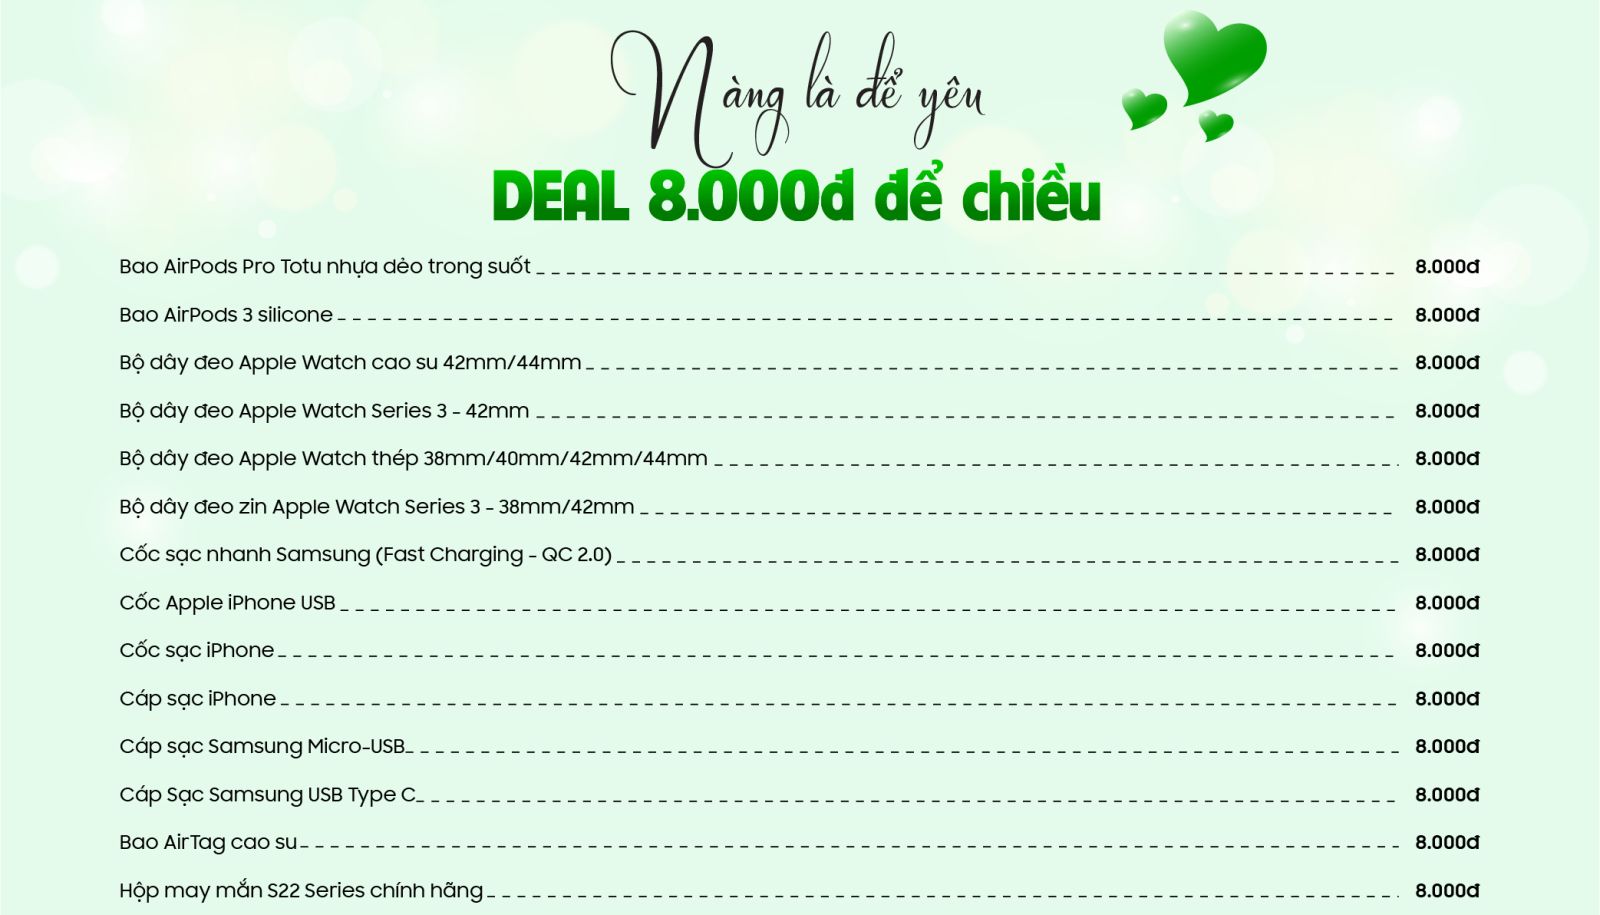 Nàng là để yêu
DEAL 8.000đ để chiều
Bao AirPods Pro Totu nhựa dẻo trong suốt 8.000đ
Bao AirPods 3 silicone 8.000đ
Bộ dây đeo Apple Watch cao su 42mm/44mm 8.000đ
Bộ dây đeo Apple Watch Series 3 - 42mm 8.000đ
Bộ dây đeo Apple Watch thép 38mm/40mm/42mm/44mm 8.000đ
Bộ dây đeo zin Apple Watch Series 3 - 38mm/42mm 8.000đ
Cốc sạc nhanh Samsung (Fast Charging - QC 2.0) 8.000đ
Cốc Apple iPhone USB 8.000đ
Cốc sạc iPhone 8.000đ
Cáp sạc iPhone 8.000đ
Cáp sạc Samsung Micro-USB 8.000đ
Cáp Sạc Samsung USB Type C 8.000đ
Bao AirTag cao su 8.000đ
Hộp may mắn S22 Series chính hãng 8.000đ